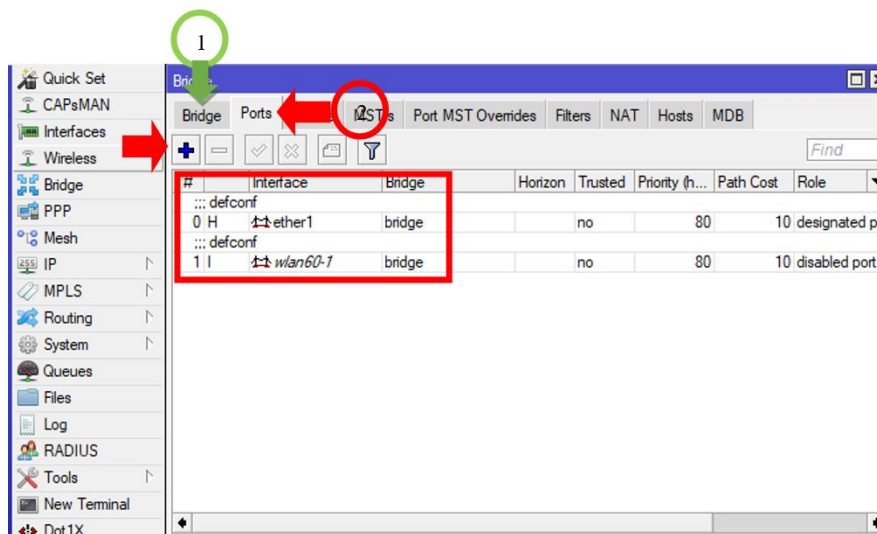 1
Quick Set
CAPsMAN
Interfaces
Wireless
Bridge
PPP
Mesh
IP
MPLS
Routing
System
Queues
Files
Log
RADIUS
Tools
New Terminal
Dot1X
Bridge Ports 2 Port MST Overrides Filters NAT Hosts MDB
Find
# Interface Bridge Horizon Trusted Priority (h... Path Cost Role
;;; defconf
0 H ether1 bridge no 80 10 designated p
;;; defconf
1 I wlan60-1 bridge no 80 10 disabled port